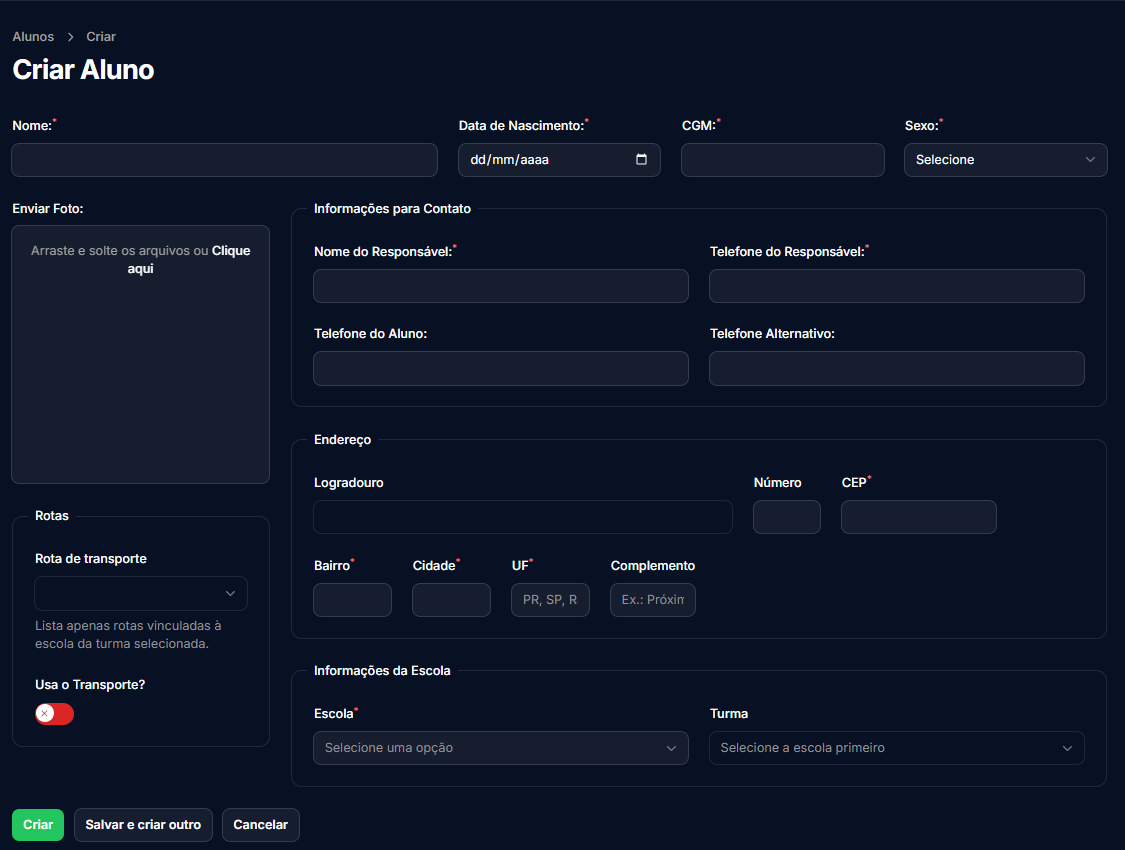 Alunos > Criar
Criar Aluno
Nome:*
Data de Nascimento:*
CGM:*
Sexo:*
dd/mm/aaaa
Selecione
Enviar Foto:
Arraste e solte os arquivos ou Clique
aqui
Informações para Contato
Nome do Responsável:*
Telefone do Responsável:*
Telefone do Aluno:
Telefone Alternativo:
Endereço
Logradouro
Número
CEP*
Bairro*
Cidade*
UF*
Complemento
PR, SP, R
Ex.: Próxin
Rotas
Rota de transporte
Lista apenas rotas vinculadas à
escola da turma selecionada.
Usa o Transporte?
Informações da Escola
Escola*
Turma
Selecione uma opção
Selecione a escola primeiro
Criar
Salvar e criar outro
Cancelar